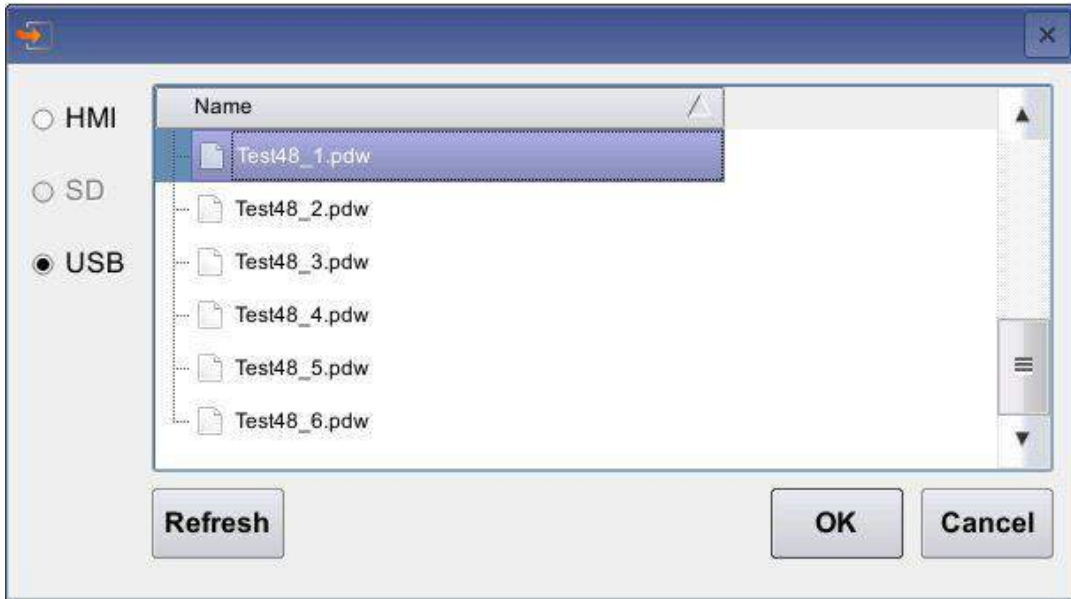 HMI
SD
USB
Name
Test48_1.pdw
Test48_2.pdw
Test48_3.pdw
Test48_4.pdw
Test48_5.pdw
Test48_6.pdw
Refresh
OK
Cancel